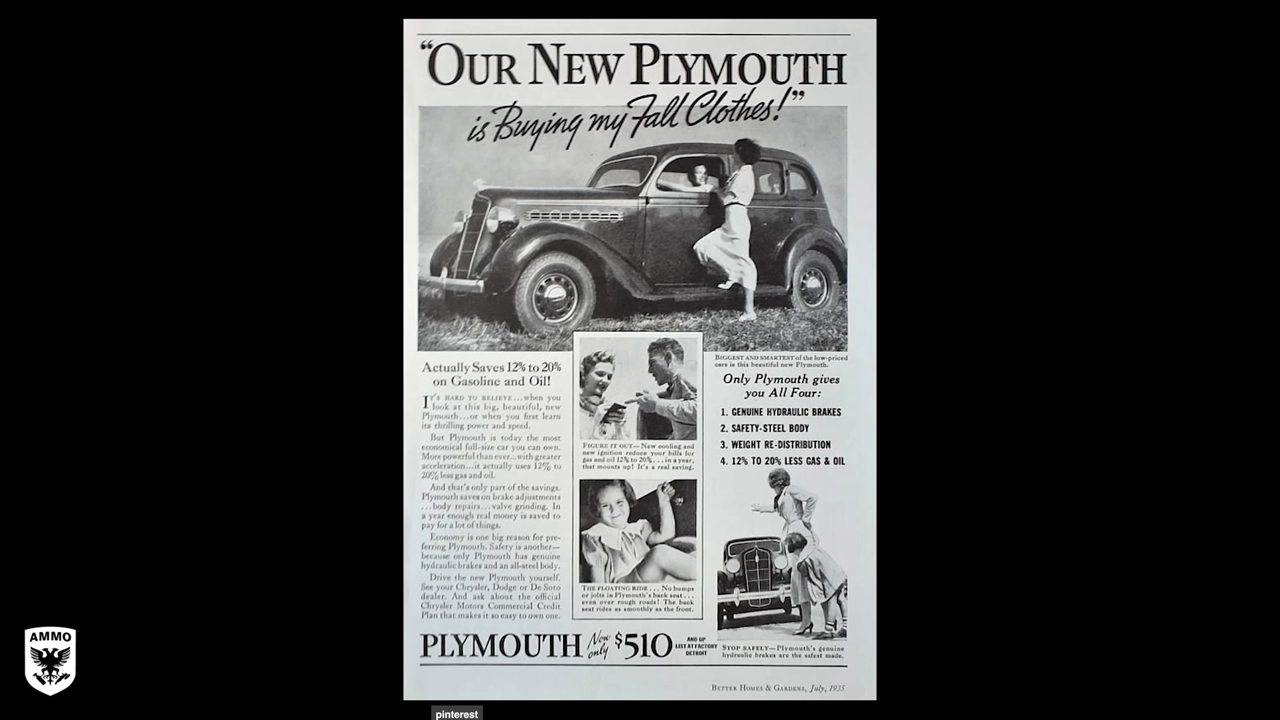 “OUR NEW PLYMOUTH
is Buying my Fall Clothes!”
Actually Saves 12% to 20%
on Gasoline and Oil!
IT'S HARD TO BELIEVE...when you
look at this big, beautiful, new
Plymouth...or when you first learn
its thrilling power and speed.
But Plymouth is today the most
economical full-size car you can own.
More powerful than ever...with greater
acceleration...it actually uses 12% to
20% less gas and oil.
And that's only part of the savings.
Plymouth saves on brake adjustments
...body repairs...valve grinding. In
a year enough real money is saved to
pay for a lot of things.
Economy is one big reason for pre-
ferring Plymouth. Safety is another—
because only Plymouth has genuine
hydraulic brakes and an all-steel body.
Drive the new Plymouth yourself.
See your Chrysler, Dodge or De Soto
dealer. And ask about the official
Chrysler Motors Commercial Credit
Plan that makes it so easy to own one.
FIGURE IT OUT—New cooling and
new ignition reduce your bills for
gas and oil 12% to 20%...in a year,
that mounts up! It's a real saving.
THE FLOATING RIDE... No bumps
or jolts in Plymouth's back seat...
even over rough roads! The back
seat rides as smoothly as the front.
BIGGEST AND SMARTEST of the low-priced
cars is this beautiful new Plymouth.
Only Plymouth gives
you All Four:
1. GENUINE HYDRAULIC BRAKES
2. SAFETY-STEEL BODY
3. WEIGHT RE-DISTRIBUTION
4. 12% TO 20% LESS GAS & OIL
STOP SAFELY—Plymouth's genuine
hydraulic brakes are the safest made.
PLYMOUTH Now only $510 AND UP LIST AT FACTORY DETROIT
BETTER HOMES & GARDENS, July, 1935
AMMO
pinterest